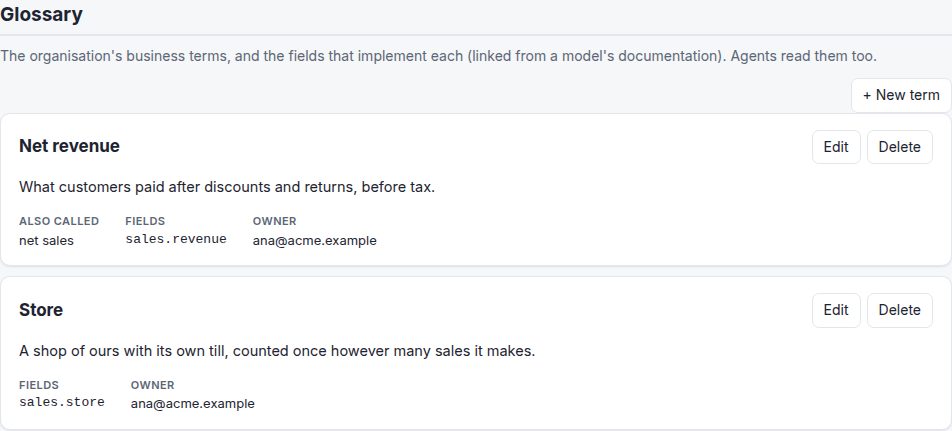 Glossary
The organisation's business terms, and the fields that implement each (linked from a model's documentation). Agents read them too.
+ New term
Net revenue
Edit
Delete
What customers paid after discounts and returns, before tax.
ALSO CALLED
FIELDS
OWNER
net sales
sales.revenue
ana@acme.example
Store
Edit
Delete
A shop of ours with its own till, counted once however many sales it makes.
FIELDS
OWNER
sales.store
ana@acme.example